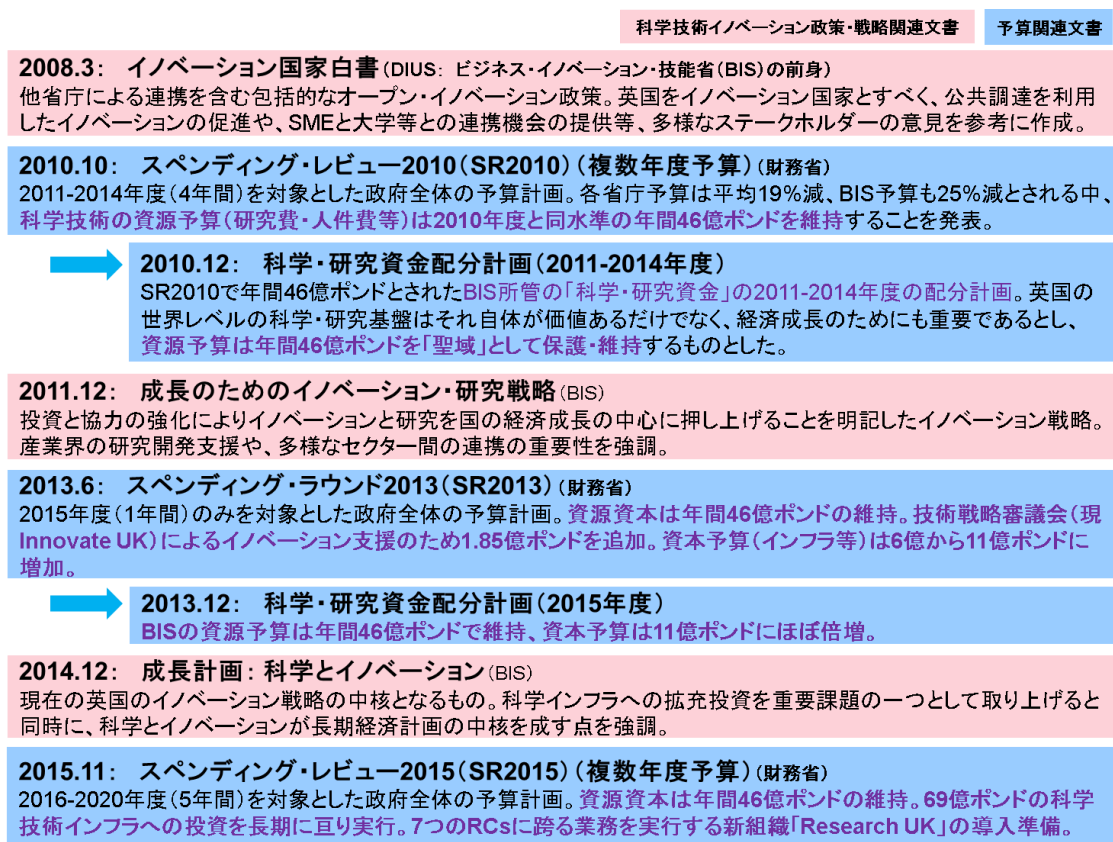 科学技術イノベーション政策・戦略関連文書
予算関連文書
2008.3： イノベーション国家白書(DIUS： ビジネス・イノベーション・技能省(BIS)の前身)
他省庁による連携を含む包括的なオープン・イノベーション政策。英国をイノベーション国家とすべく、公共調達を利用
したイノベーションの促進や、SMEと大学等との連携機会の提供等、多様なステークホルダーの意見を参考に作成。
2010.10： スペンディング・レビュー2010(SR2010)(複数年度予算)(財務省)
2011-2014年度(4年間)を対象とした政府全体の予算計画。各省庁予算は平均19%減、BIS予算も25%減とされる中、
科学技術の資源予算(研究費・人件費等)は2010年度と同水準の年間46億ポンドを維持することを発表。
2010.12： 科学・研究資金配分計画(2011-2014年度)
SR2010で年間46億ポンドとされたBIS所管の「科学・研究資金」の2011-2014年度の配分計画。英国の
世界レベルの科学・研究基盤はそれ自体が価値あるだけでなく、経済成長のためにも重要であるとし、
資源予算は年間46億ポンドを「聖域」として保護・維持するものとした。
2011.12： 成長のためのイノベーション・研究戦略(BIS)
投資と協力の強化によりイノベーションと研究を国の経済成長の中心に押し上げることを明記したイノベーション戦略。
産業界の研究開発支援や、多様なセクター間の連携の重要性を強調。
2013.6： スペンディング・ラウンド2013(SR2013)(財務省)
2015年度(1年間)のみを対象とした政府全体の予算計画。資源資本は年間46億ポンドの維持。技術戦略審議会(現
Innovate UK)によるイノベーション支援のため1.85億ポンドを追加。資本予算(インフラ等)は6億から11億ポンドに
増加。
2013.12： 科学・研究資金配分計画(2015年度)
BISの資源予算は年間46億ポンドで維持、資本予算は11億ポンドにほぼ倍増。
2014.12： 成長計画：科学とイノベーション(BIS)
現在の英国のイノベーション戦略の中核となるもの。科学インフラへの拡充投資を重要課題の一つとして取り上げると
同時に、科学とイノベーションが長期経済計画の中核を成す点を強調。
2015.11： スペンディング・レビュー2015(SR2015)(複数年度予算)(財務省)
2016-2020年度(5年間)を対象とした政府全体の予算計画。資源資本は年間46億ポンドの維持。69億ポンドの科学
技術インフラへの投資を長期に亘り実行。7つのRCsに跨る業務を実行する新組織「Research UK」の導入準備。